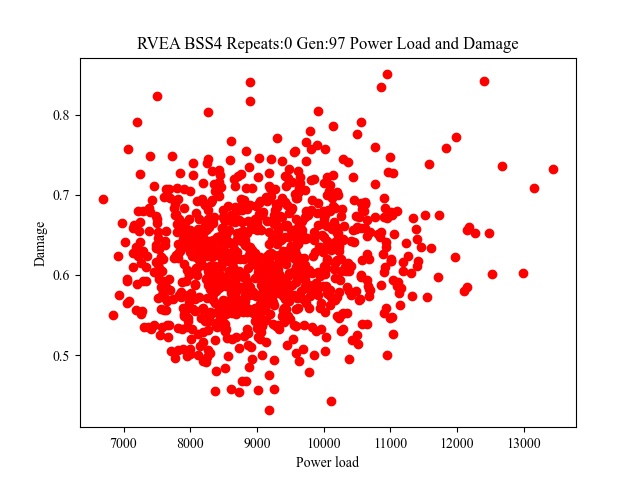 RVEA BSS4 Repeats:0 Gen:97 Power Load and Damage
0.8
0.7
0.6
0.5
Damage
7000 8000 9000 10000 11000 12000 13000
Power load